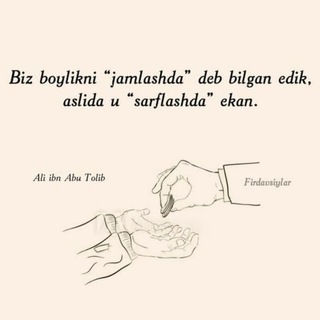 Biz boylikni “jamlashda” deb bilgan edik,
aslida u “sarflashda” ekan.
Ali ibn Abu Tolib
Firdavsiylar